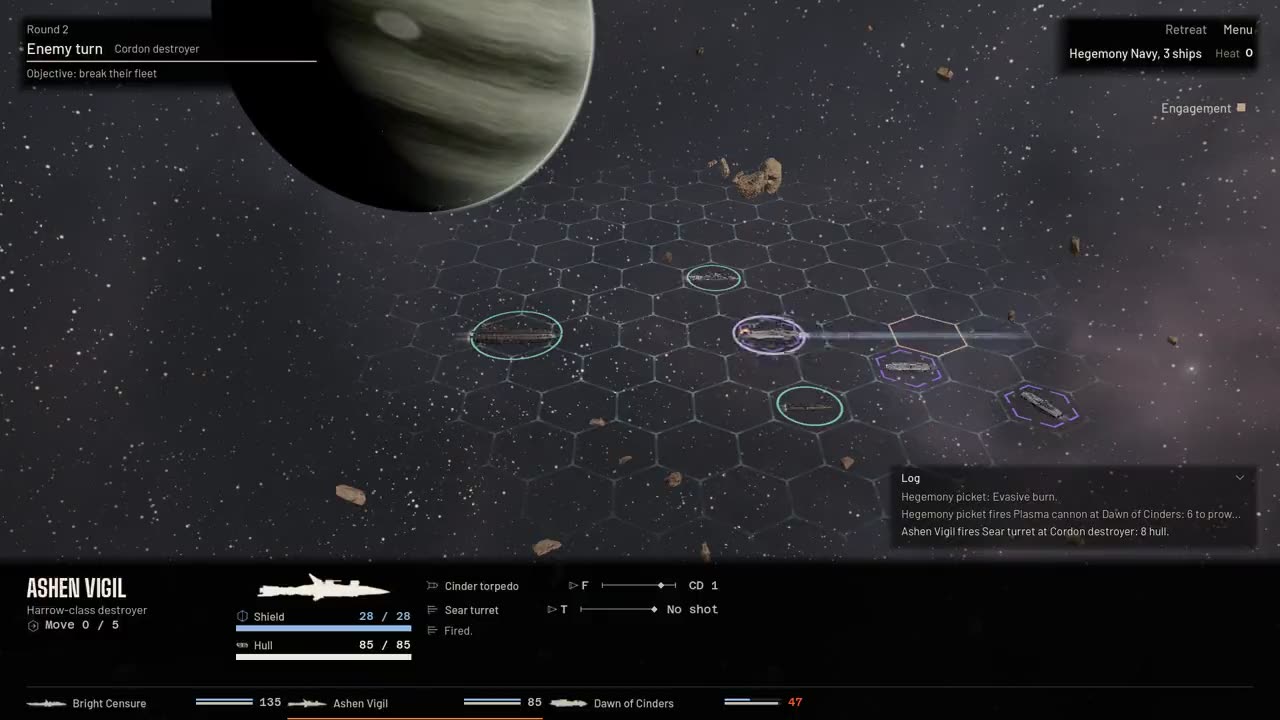 Round 2
Enemy turn Cordon destroyer
Objective: break their fleet
Retreat Menu
Hegemony Navy, 3 ships Heat 0
Engagement
Log
Hegemony picket: Evasive burn.
Hegemony picket fires Plasma cannon at Dawn of Cinders: 6 to prow...
Ashen Vigil fires Sear turret at Cordon destroyer: 8 hull.
ASHEN VIGIL
Harrow-class destroyer
Move 0 / 5
Shield 28 / 28
Hull 85 / 85
Cinder torpedo F CD 1
Sear turret T No shot
Fired.
Bright Censure 135 Ashen Vigil 85 Dawn of Cinders 47